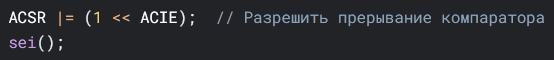 ACSR |= (1 << ACIE);  // Разрешить прерывание компаратора
sei();